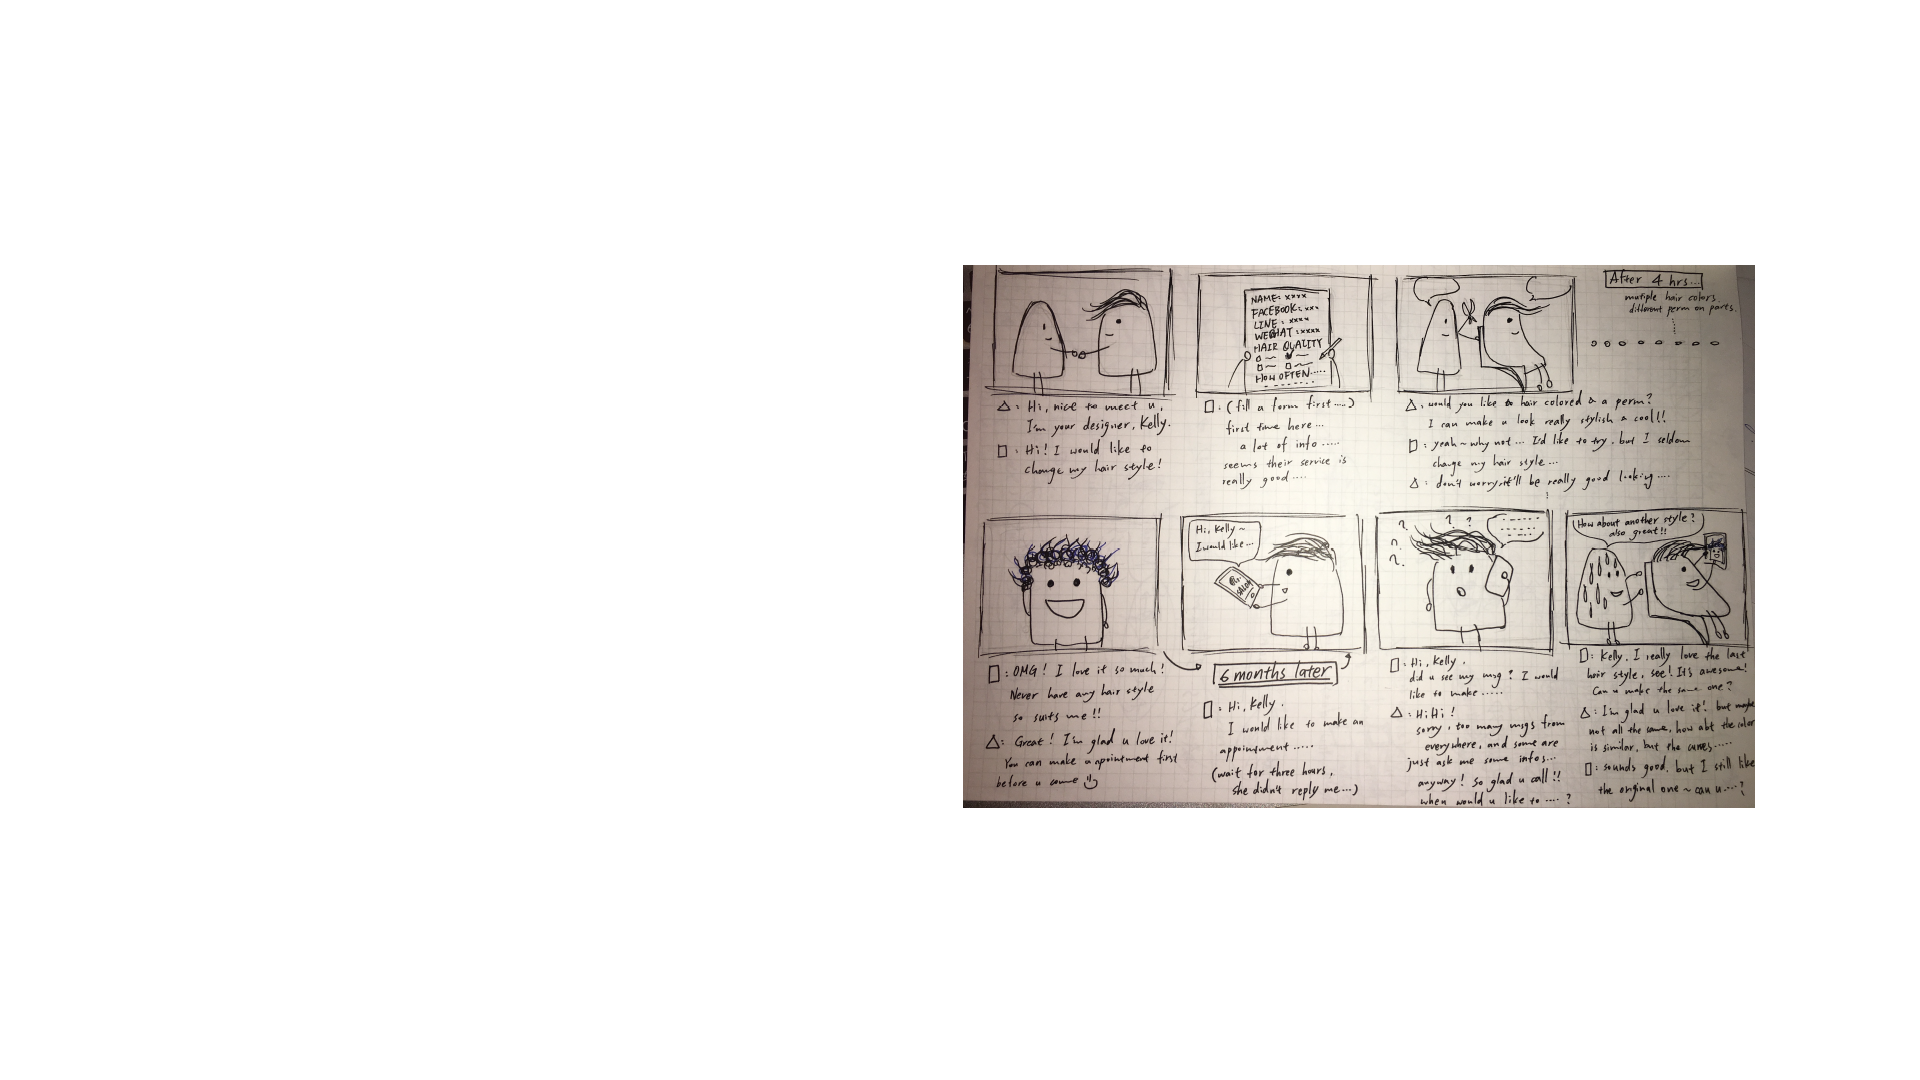 NAME: xxxx
FACEBOOK: xxx
LINE: xxxx
WECHAT: xxxx
HAIR QUALITY
HOW OFTEN.....
After 4 hrs...
mutiple hair colors,
different perm on parts.
△: Hi, nice to meet u,
I'm your designer, Kelly.
□: Hi! I would like to
change my hair style!
□: (fill a form first....)
first time here...
a lot of info.....
seems their service is
really good....
△: would you like to hair colored & a perm?
I can make u look really stylish & cool!!
□: yeah~why not... I'd like to try, but I seldom
change my hair style...
△: don't worry, it'll be really good looking....
Hi, Kelly~
I would like...
How about another style?
also great!!
□: OMG! I love it so much!
Never have any hair style
so suits me!!
△: Great! I'm glad u love it!
You can make apointment first
before u come
6 months later
□: Hi, Kelly.
I would like to make an
appointment.....
(wait for three hours,
she didn't reply me...)
□: Hi, Kelly.
did u see my msg? I would
like to make.....
△: HiHi!
sorry, too many msgs from
everywhere, and some are
just ask me some infos...
anyway! So glad u call!!
when would u like to....?
□: Kelly, I really love the last
hair style, see! It's awesome!
Can u make the same one?
△: I'm glad u love it! but maybe
not all the same, how abt the color
is similar, but the curves.....
□: sounds good, but I still like
the original one~can u....?